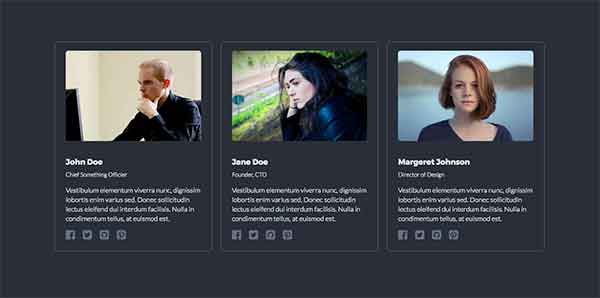 John Doe
Chief Something Officier
Vestibulum elementum viverra nunc, dignissim
lobortis enim varius sed. Donec sollicitudin
lectus eleifend dui interdum facilisis. Nulla in
condimentum tellus, at euismod est.
Jane Doe
Founder, CTO
Vestibulum elementum viverra nunc, dignissim
lobortis enim varius sed. Donec sollicitudin
lectus eleifend dui interdum facilisis. Nulla in
condimentum tellus, at euismod est.
Margeret Johnson
Director of Design
Vestibulum elementum viverra nunc, dignissim
lobortis enim varius sed. Donec sollicitudin
lectus eleifend dui interdum facilisis. Nulla in
condimentum tellus, at euismod est.